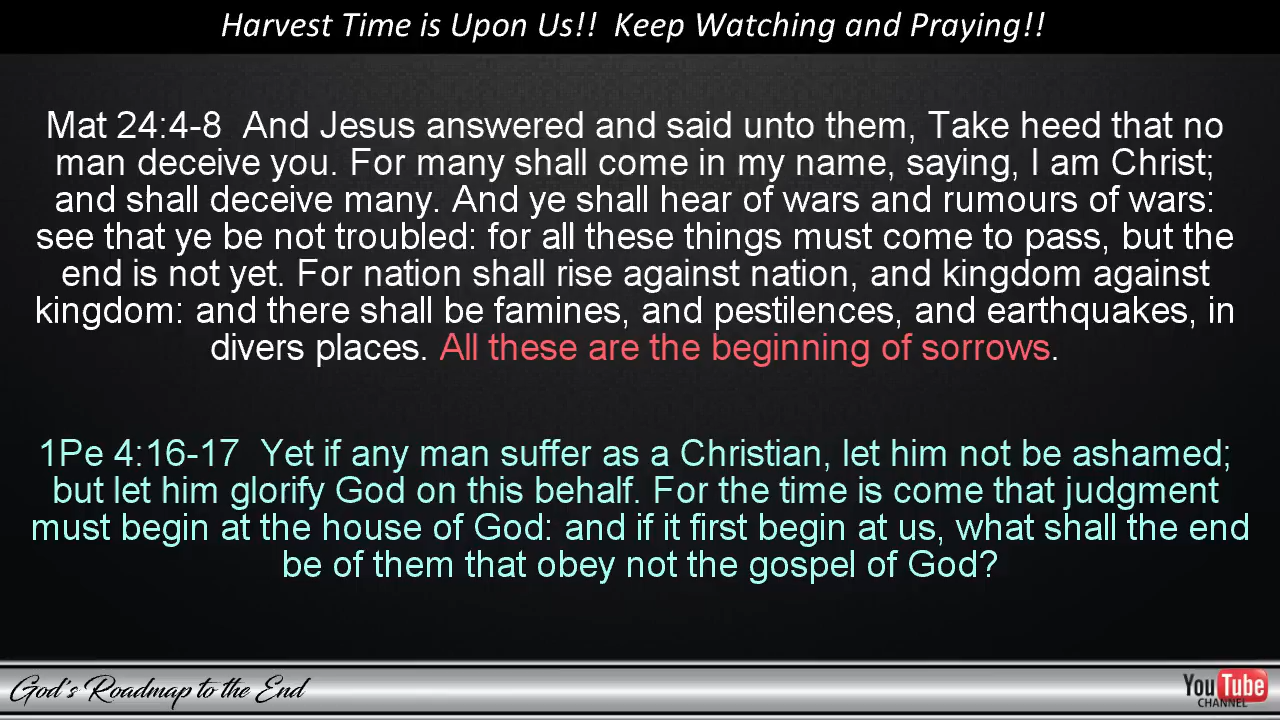 Harvest Time is Upon Us!! Keep Watching and Praying!!
Mat 24:4-8 And Jesus answered and said unto them, Take heed that no
man deceive you. For many shall come in my name, saying, I am Christ;
and shall deceive many. And ye shall hear of wars and rumours of wars:
see that ye be not troubled: for all these things must come to pass, but the
end is not yet. For nation shall rise against nation, and kingdom against
kingdom: and there shall be famines, and pestilences, and earthquakes, in
divers places. All these are the beginning of sorrows.
1Pe 4:16-17 Yet if any man suffer as a Christian, let him not be ashamed;
but let him glorify God on this behalf. For the time is come that judgment
must begin at the house of God: and if it first begin at us, what shall the end
be of them that obey not the gospel of God?
God's Roadmap to the End
YouTube
CHANNEL